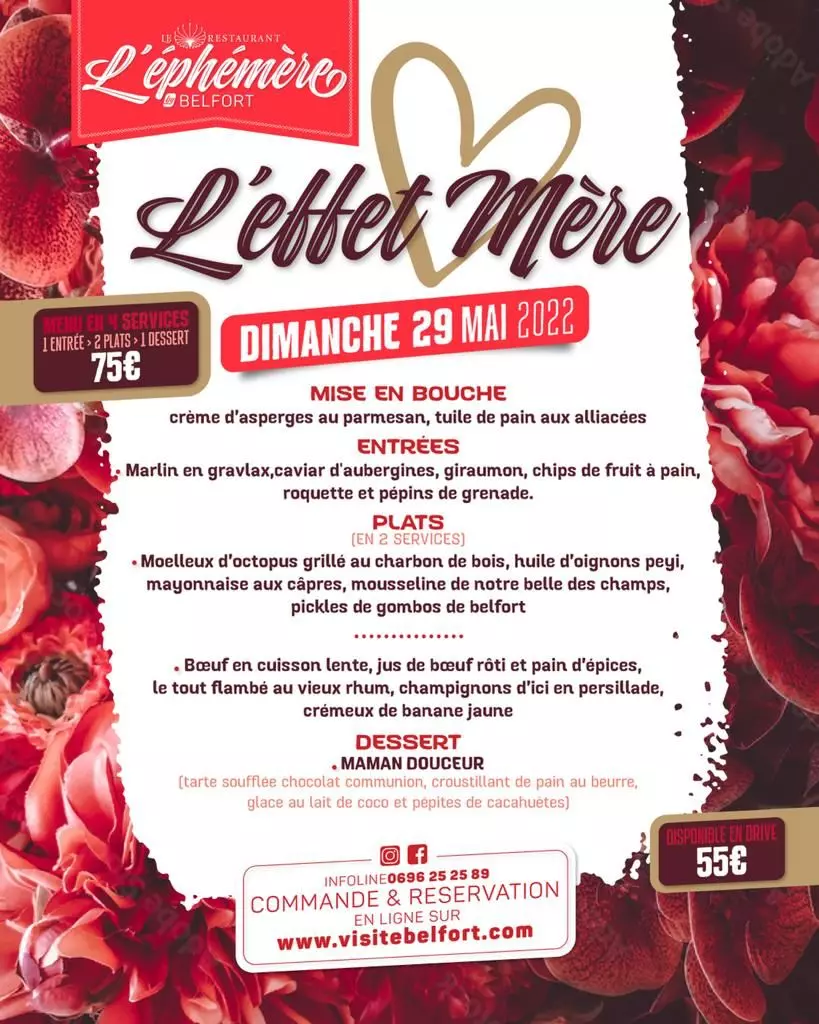 LE RESTAURANT
L'éphémère
by BELFORT
L'effet Mère
DIMANCHE 29 MAI 2022
MENU EN 4 SERVICES
1 ENTRÉE > 2 PLATS > 1 DESSERT
75€
MISE EN BOUCHE
crème d'asperges au parmesan, tuile de pain aux alliacées
ENTRÉES
• Marlin en gravlax,caviar d'aubergines, giraumon, chips de fruit à pain,
roquette et pépins de grenade.
PLATS
(EN 2 SERVICES)
• Moelleux d'octopus grillé au charbon de bois, huile d'oignons peyi,
mayonnaise aux câpres, mousseline de notre belle des champs,
pickles de gombos de belfort
• Bœuf en cuisson lente, jus de bœuf rôti et pain d'épices,
le tout flambé au vieux rhum, champignons d'ici en persillade,
crémeux de banane jaune
DESSERT
• MAMAN DOUCEUR
(tarte soufflée chocolat communion, croustillant de pain au beurre,
glace au lait de coco et pépites de cacahuètes)
DISPONIBLE EN DRIVE
55€
INFOLINE0696 25 25 89
COMMANDE & RESERVATION
EN LIGNE SUR
www.visitebelfort.com
Adobe S